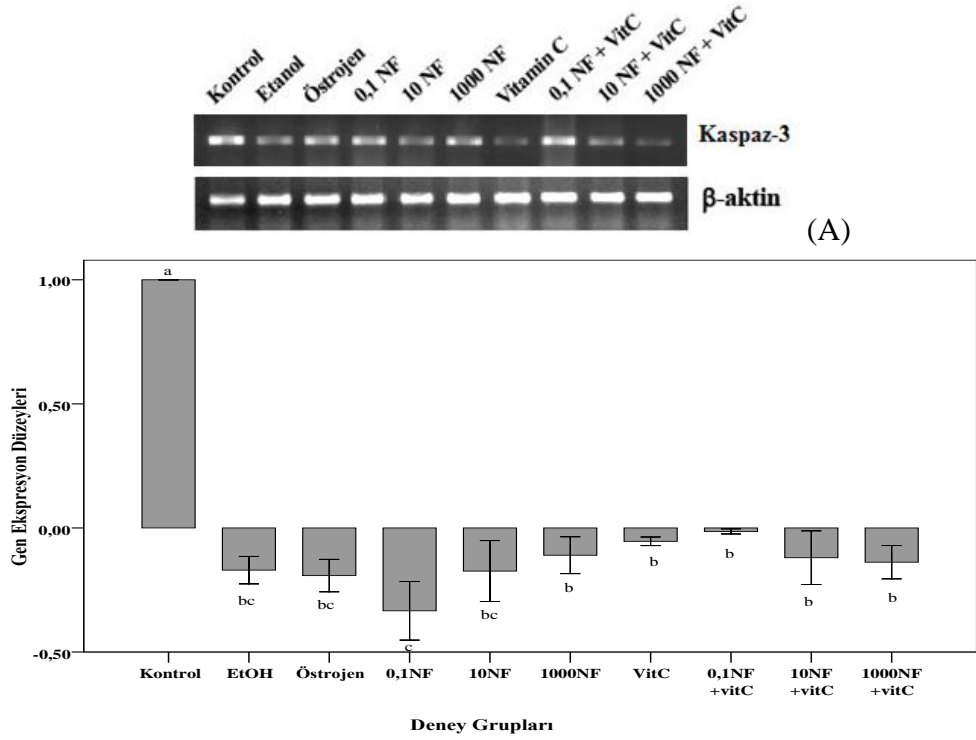 Kontrol
Etanol
Östrojen
0,1 NF
10 NF
1000 NF
Vitamin C
0,1 NF + VitC
10 NF + VitC
1000 NF + VitC
Kaspaz-3
β-aktin
(A)
Gen Ekspresyon Düzeyleri
1,00
0,50
0,00
-0,50
a
bc
bc
c
bc
b
b
b
b
b
Kontrol
EtOH
Östrojen
0,1NF
10NF
1000NF
VitC
0,1NF
+vitC
10NF
+vitC
1000NF
+vitC
Deney Grupları